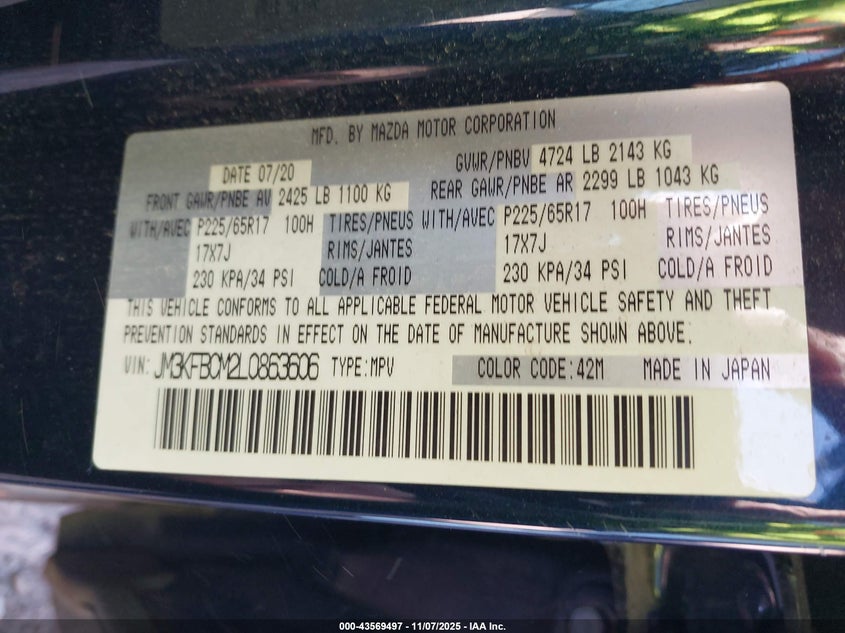 MFD. BY MAZDA MOTOR CORPORATION
DATE 07/20 GVWR/PNBV 4724 LB 2143 KG
FRONT GAWR/PNBE AV 2425 LB 1100 KG REAR GAWR/PNBE AR 2299 LB 1043 KG
WITH/AVEC P225/65R17 100H TIRES/PNEUS WITH/AVEC P225/65R17 100H TIRES/PNEUS
17X7J RIMS/JANTES 17X7J RIMS/JANTES
230 KPA/34 PSI COLD/A FROID 230 KPA/34 PSI COLD/A FROID
THIS VEHICLE CONFORMS TO ALL APPLICABLE FEDERAL MOTOR VEHICLE SAFETY AND THEFT
PREVENTION STANDARDS IN EFFECT ON THE DATE OF MANUFACTURE SHOWN ABOVE.
VIN: JM3KFBCM2L0863606 TYPE:MPV COLOR CODE:42M MADE IN JAPAN
000-43569497 - 11/07/2025 - IAA Inc.